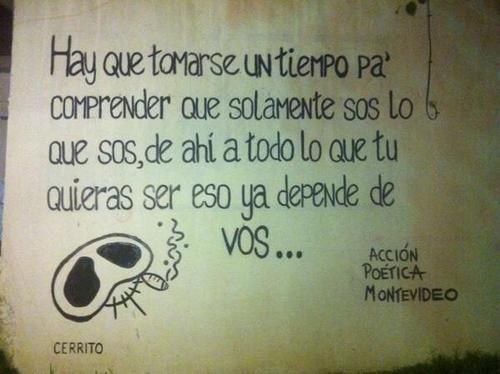 Hay que tomarse un tiempo pa'
comprender que solamente sos lo
que sos, de ahí a todo lo que tu
quieras ser eso ya depende de
vos...
ACCIÓN
POÉTICA
MONTEVIDEO
CERRITO